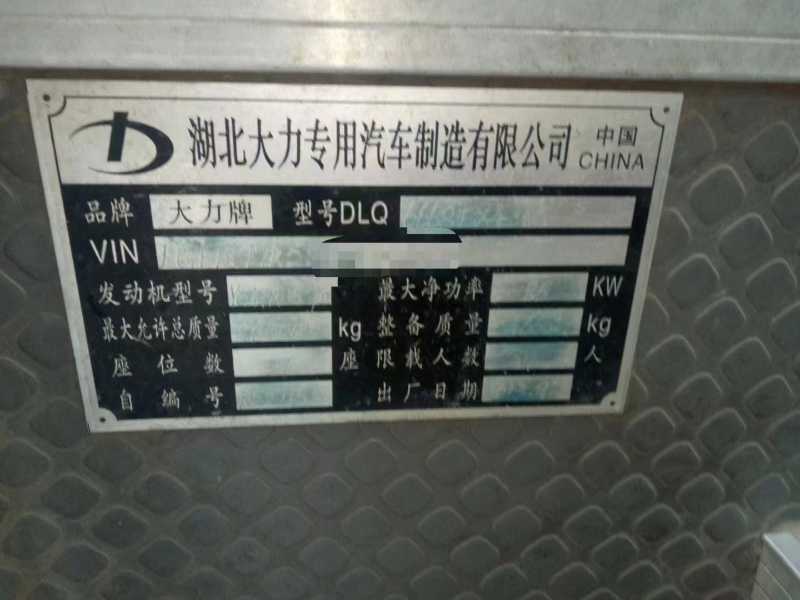 湖北大力专用汽车制造有限公司 中国 CHINA
品牌 大力牌 型号DLQ
VIN
发动机型号 最大净功率 KW
最大允许总质量 kg 整备质量 kg
座位数 座 限载人数 人
自编号 出厂日期